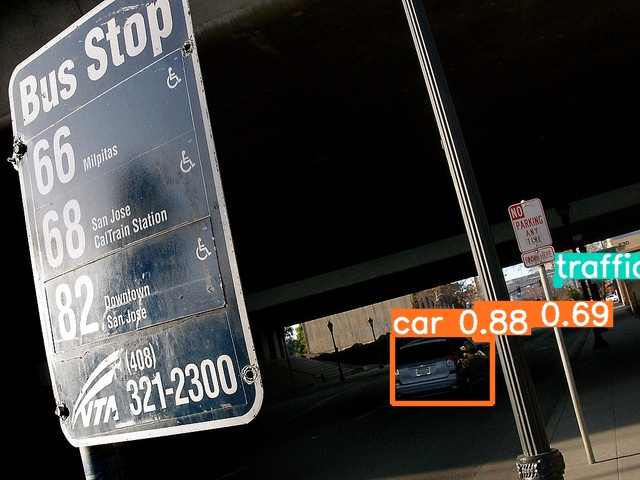 Bus Stop
66 Milpitas
68 San Jose
CalTrain Station
82 Downtown
San Jose
VTA
(408)
321-2300
NO
PARKING
ANY
TIME
car 0.88
0.69
traffic